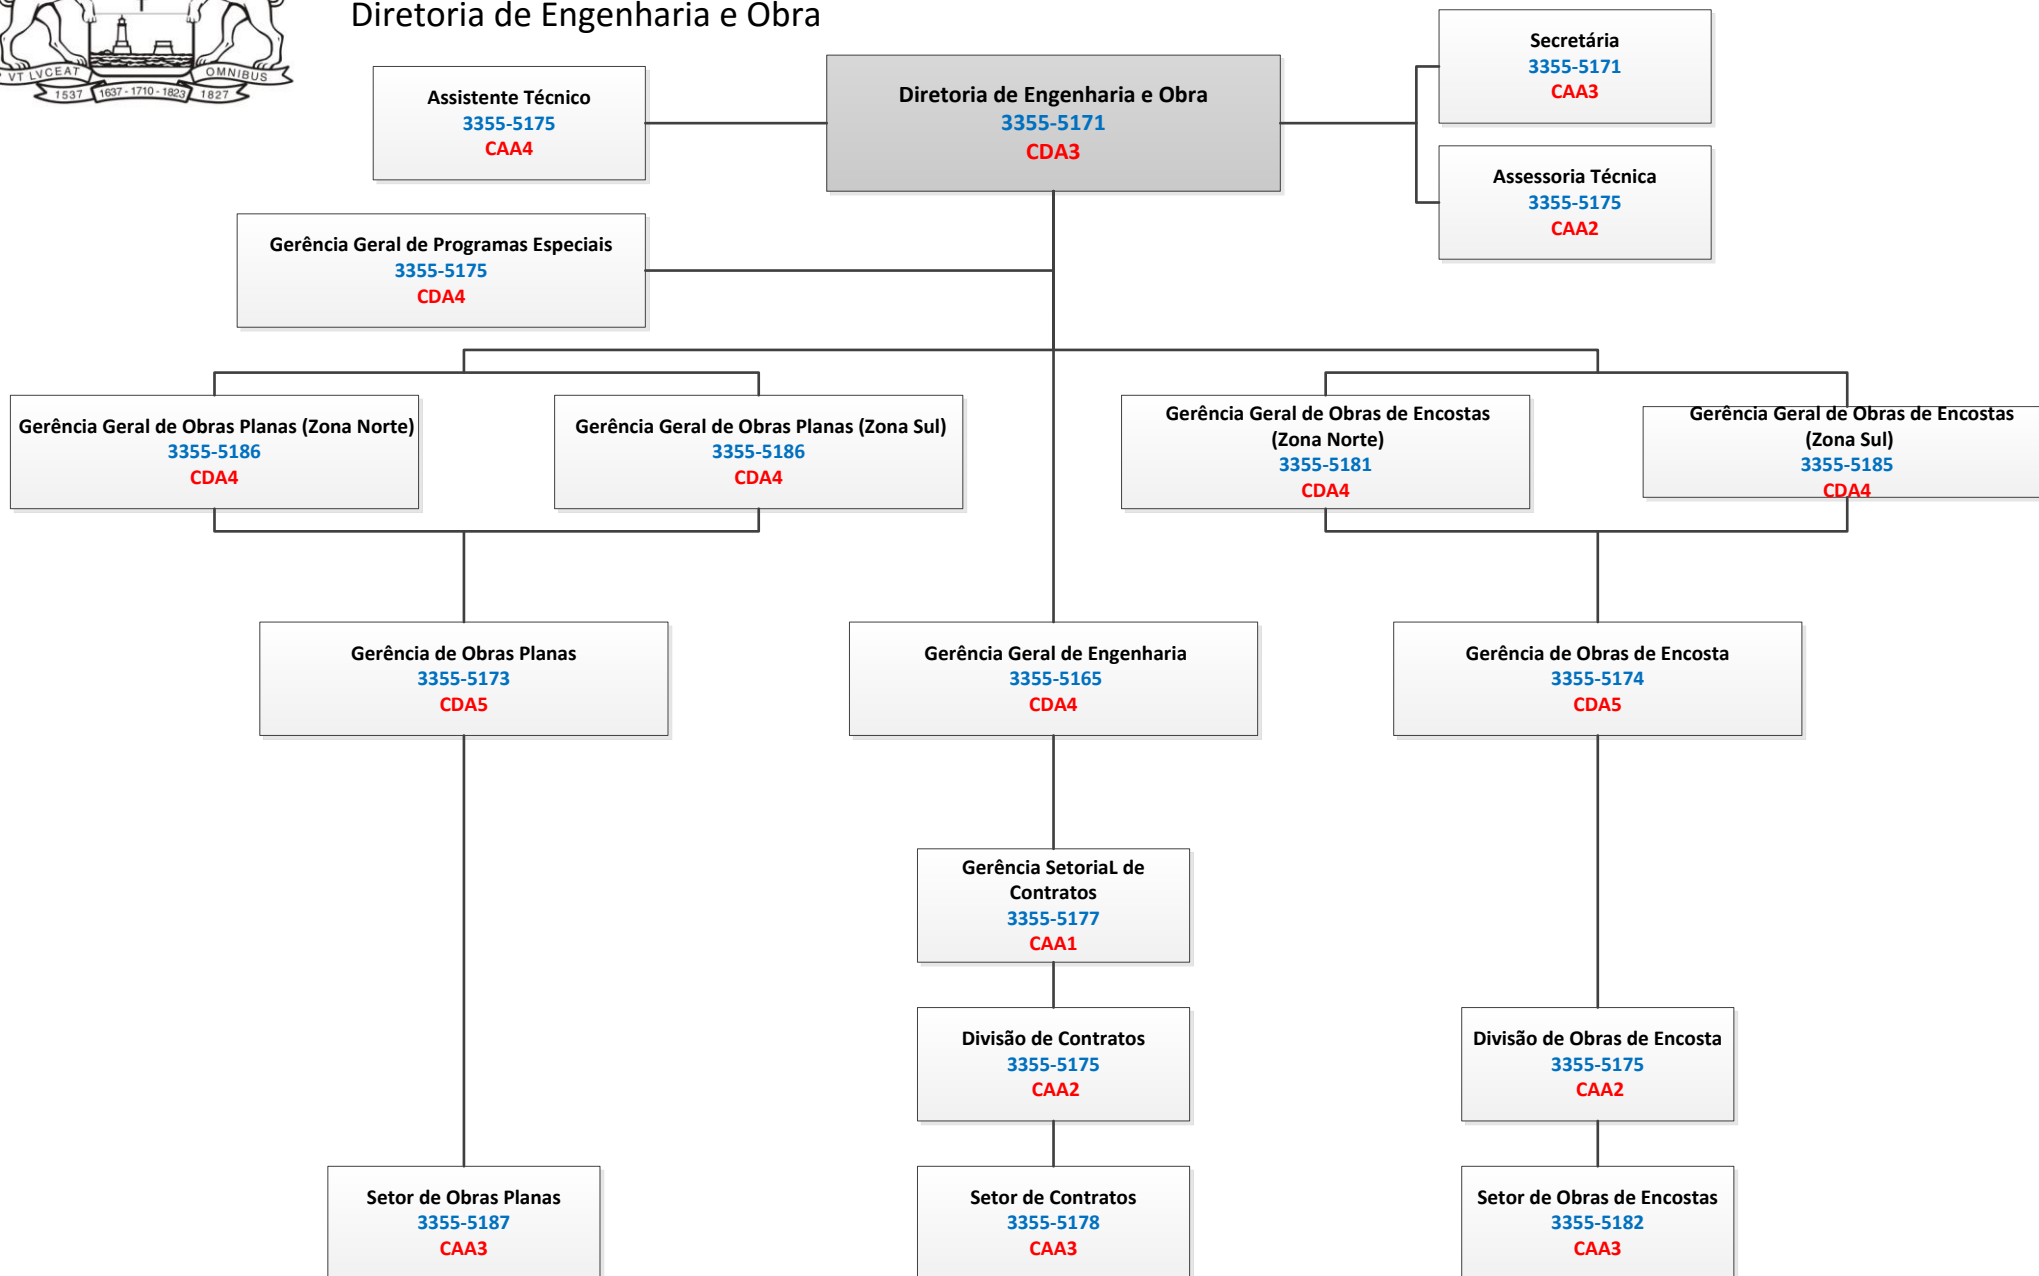 Diretoria de Engenharia e Obra
VT LVCEAT
OMNIBUS
1537
1637 - 1710 - 1823
1827
Assistente Técnico
3355-5175
CAA4
Diretoria de Engenharia e Obra
3355-5171
CDA3
Secretária
3355-5171
CAA3
Assessoria Técnica
3355-5175
CAA2
Gerência Geral de Programas Especiais
3355-5175
CDA4
Gerência Geral de Obras Planas (Zona Norte)
3355-5186
CDA4
Gerência Geral de Obras Planas (Zona Sul)
3355-5186
CDA4
Gerência Geral de Obras de Encostas
(Zona Norte)
3355-5181
CDA4
Gerência Geral de Obras de Encostas
(Zona Sul)
3355-5185
CDA4
Gerência de Obras Planas
3355-5173
CDA5
Gerência Geral de Engenharia
3355-5165
CDA4
Gerência de Obras de Encosta
3355-5174
CDA5
Gerência SetoriaL de
Contratos
3355-5177
CAA1
Divisão de Contratos
3355-5175
CAA2
Divisão de Obras de Encosta
3355-5175
CAA2
Setor de Obras Planas
3355-5187
CAA3
Setor de Contratos
3355-5178
CAA3
Setor de Obras de Encostas
3355-5182
CAA3